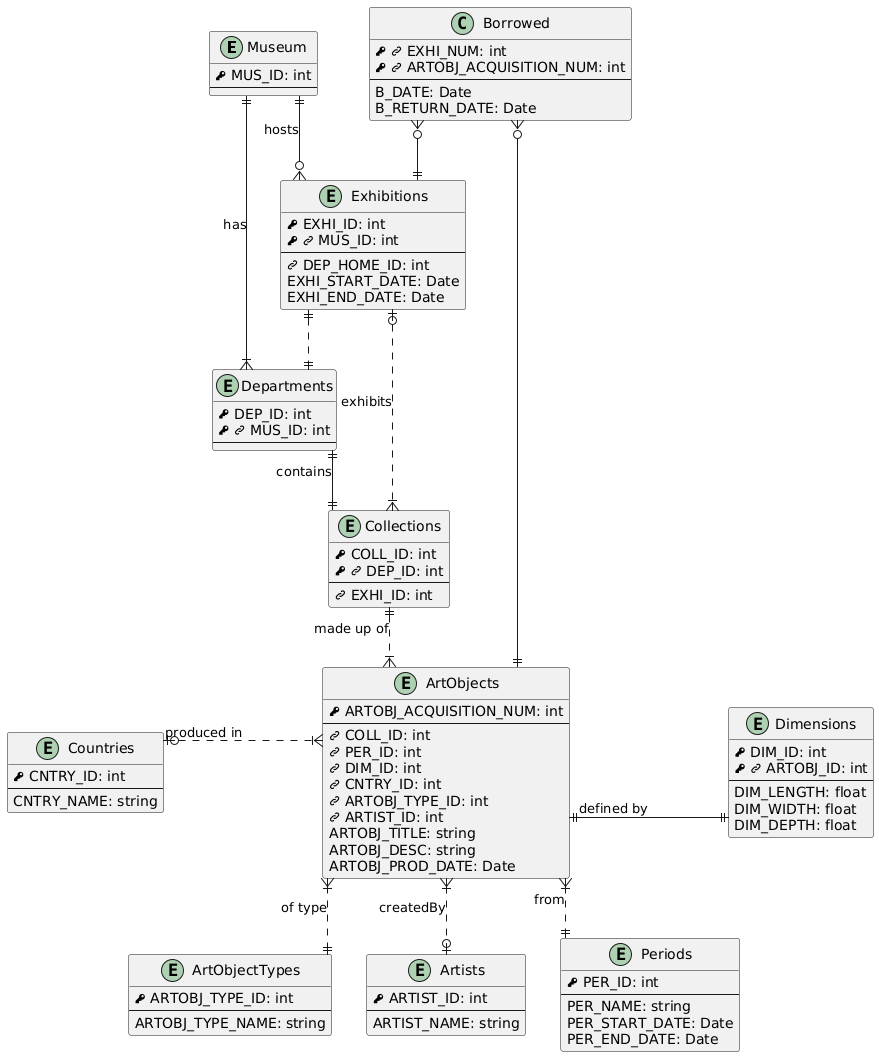 C Borrowed
EXHI_NUM: int
ARTOBJ_ACQUISITION_NUM: int
B_DATE: Date
B_RETURN_DATE: Date
E Museum
MUS_ID: int
hosts
has
E Exhibitions
EXHI_ID: int
MUS_ID: int
DEP_HOME_ID: int
EXHI_START_DATE: Date
EXHI_END_DATE: Date
E Departments
DEP_ID: int
MUS_ID: int
exhibits
contains
E Collections
COLL_ID: int
DEP_ID: int
EXHI_ID: int
made up of
E ArtObjects
ARTOBJ_ACQUISITION_NUM: int
COLL_ID: int
PER_ID: int
DIM_ID: int
CNTRY_ID: int
ARTOBJ_TYPE_ID: int
ARTIST_ID: int
ARTOBJ_TITLE: string
ARTOBJ_DESC: string
ARTOBJ_PROD_DATE: Date
produced in
E Countries
CNTRY_ID: int
CNTRY_NAME: string
defined by
E Dimensions
DIM_ID: int
ARTOBJ_ID: int
DIM_LENGTH: float
DIM_WIDTH: float
DIM_DEPTH: float
of type
createdBy
from
E ArtObjectTypes
ARTOBJ_TYPE_ID: int
ARTOBJ_TYPE_NAME: string
E Artists
ARTIST_ID: int
ARTIST_NAME: string
E Periods
PER_ID: int
PER_NAME: string
PER_START_DATE: Date
PER_END_DATE: Date